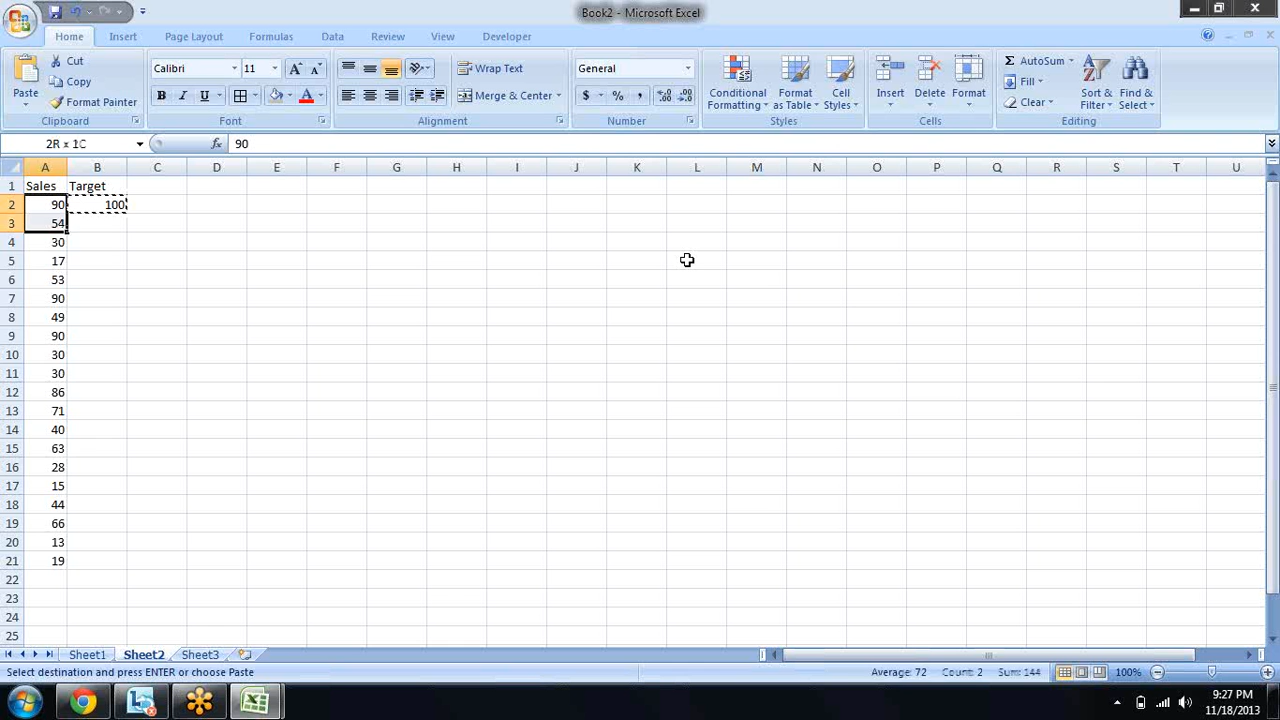 Book2 - Microsoft Excel
Home Insert Page Layout Formulas Data Review View Developer
Paste
Cut
Copy
Format Painter
Clipboard
Calibri 11
B I U
Font
Wrap Text
Merge & Center
Alignment
General
$ % ,
Number
Conditional Formatting
Format as Table
Cell Styles
Styles
Insert
Delete
Format
Cells
AutoSum
Fill
Clear
Sort & Filter
Find & Select
Editing
2R x 1C fx 90
A B C D E F G H I J K L M N O P Q R S T U
1 Sales Target
2 90 100
3 54
4 30
5 17
6 53
7 90
8 49
9 90
10 30
11 30
12 86
13 71
14 40
15 63
16 28
17 15
18 44
19 66
20 13
21 19
22
23
24
25
Sheet1 Sheet2 Sheet3
Select destination and press ENTER or choose Paste Average: 72 Count: 2 Sum: 144 100%
9:27 PM
11/18/2013